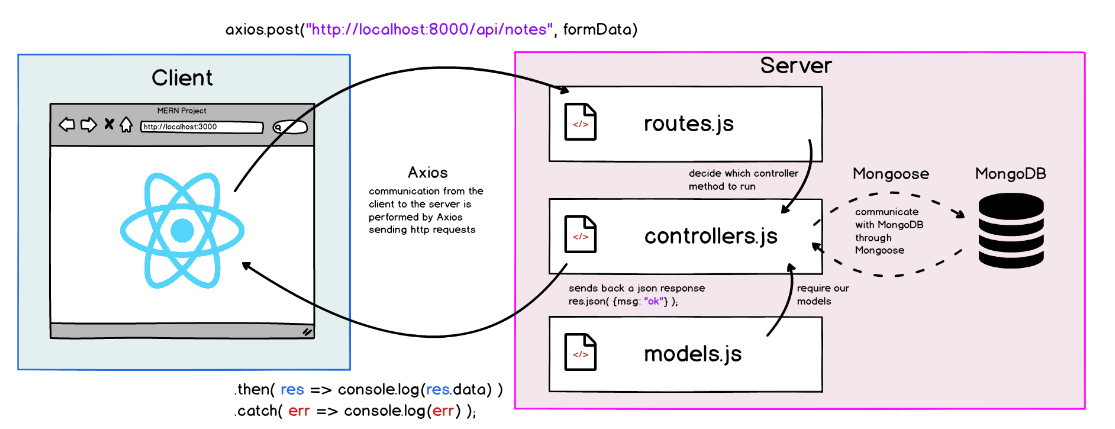 axios.post("http://localhost:8000/api/notes", formData)
Client
MERN Project
http://localhost:3000
Axios
communication from the
client to the server is
performed by Axios
sending http requests
.then( res => console.log(res.data) )
.catch( err => console.log(err) );
Server
</>
routes.js
decide which controller
method to run
</>
controllers.js
sends back a json response
res.json( {msg: "ok"} );
require our
models
</>
models.js
Mongoose
communicate
with MongoDB
through
Mongoose
MongoDB